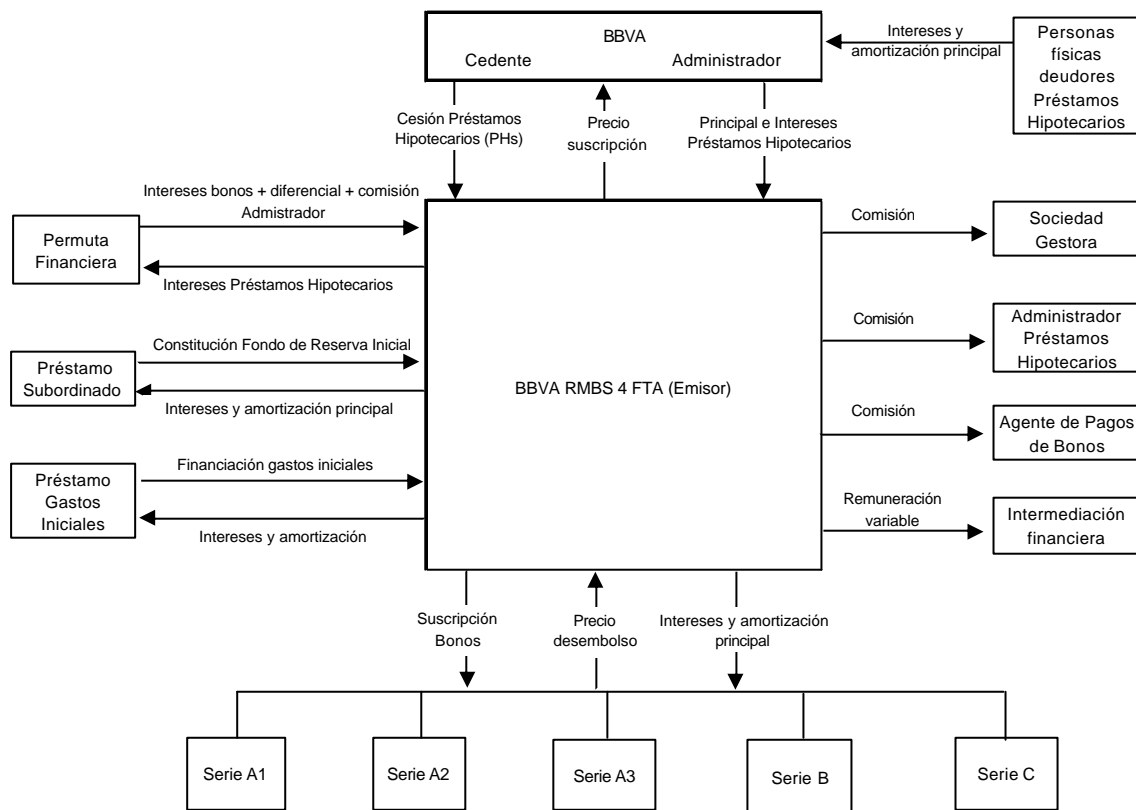 BBVA
Cedente
Administrador
Intereses y
amortización principal
Personas
físicas
deudores
Préstamos
Hipotecarios
Cesión Préstamos
Hipotecarios (PHs)
Precio
suscripción
Principal e Intereses
Préstamos Hipotecarios
Intereses bonos + diferencial + comisión
Admistrador
Permuta
Financiera
Intereses Préstamos Hipotecarios
Constitución Fondo de Reserva Inicial
Préstamo
Subordinado
Intereses y amortización principal
Financiación gastos iniciales
Préstamo
Gastos
Iniciales
Intereses y amortización
BBVA RMBS 4 FTA (Emisor)
Comisión
Sociedad
Gestora
Comisión
Administrador
Préstamos
Hipotecarios
Comisión
Agente de Pagos
de Bonos
Remuneración
variable
Intermediación
financiera
Suscripción
Bonos
Precio
desembolso
Intereses y amortización
principal
Serie A1
Serie A2
Serie A3
Serie B
Serie C